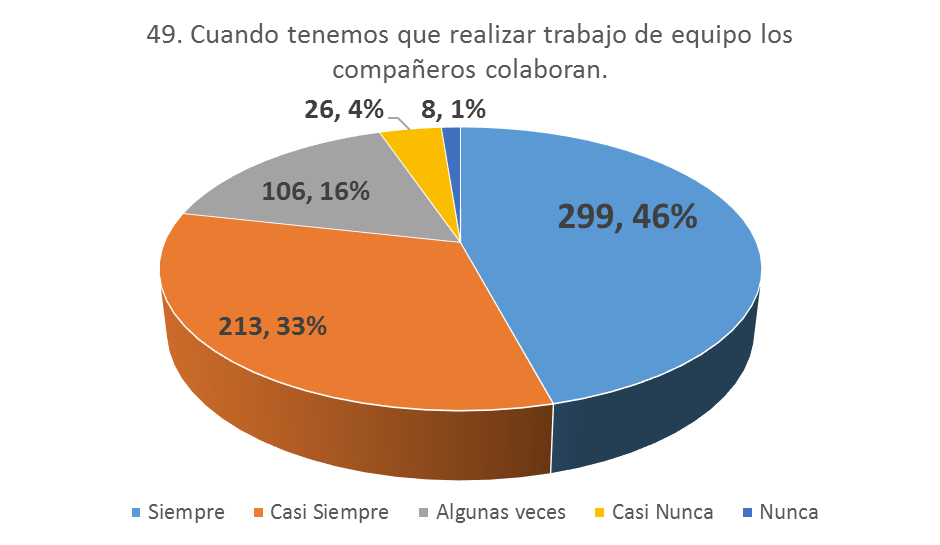 49. Cuando tenemos que realizar trabajo de equipo los
compañeros colaboran.
26, 4%
8, 1%
106, 16%
299, 46%
213, 33%
Siempre
Casi Siempre
Algunas veces
Casi Nunca
Nunca